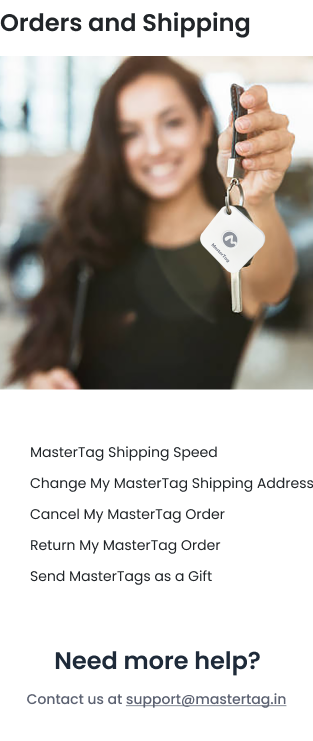 Orders and Shipping
MasterTag
MasterTag Shipping Speed
Change My MasterTag Shipping Address
Cancel My MasterTag Order
Return My MasterTag Order
Send MasterTags as a Gift
Need more help?
Contact us at support@mastertag.in